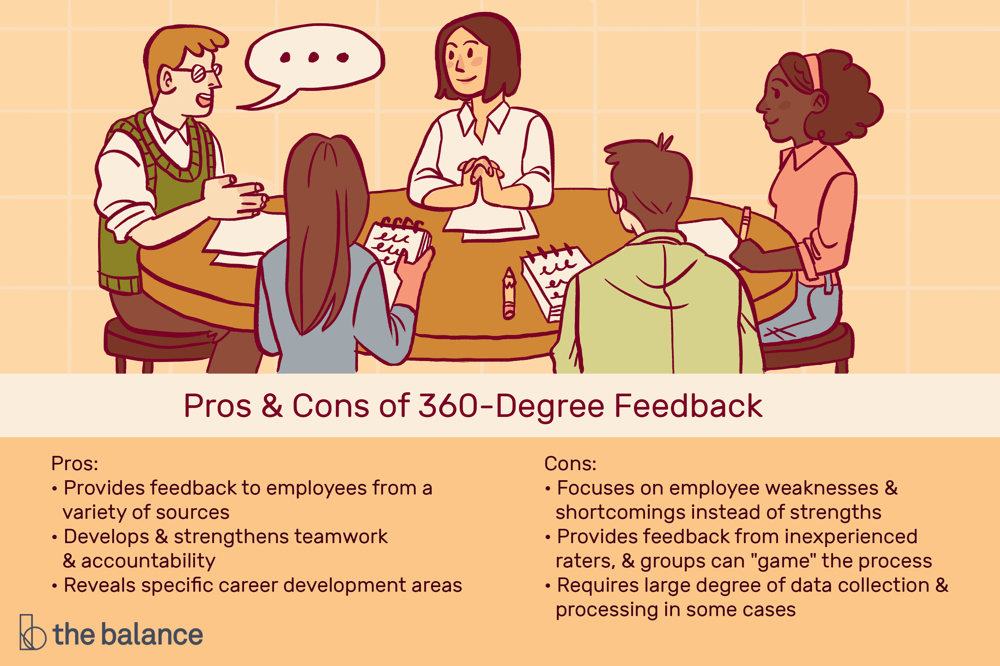 Pros & Cons of 360-Degree Feedback
Pros:
• Provides feedback to employees from a
variety of sources
• Develops & strengthens teamwork
& accountability
• Reveals specific career development areas
Cons:
• Focuses on employee weaknesses &
shortcomings instead of strengths
• Provides feedback from inexperienced
raters, & groups can "game" the process
• Requires large degree of data collection &
processing in some cases
the balance